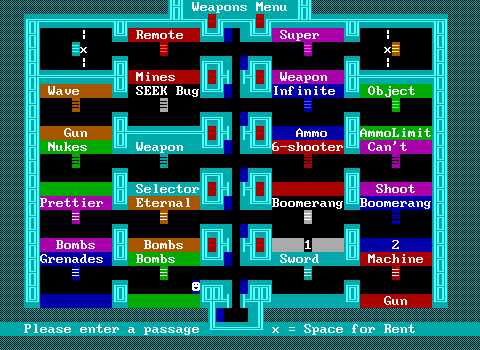 Weapons Menu
Remote Super
x x
Mines Weapon
Wave SEEK Bug Infinite Object
Gun Ammo AmmoLimit
Nukes Weapon 6-shooter Can't
Selector Shoot
Prettier Eternal Boomerang Boomerang
Bombs Bombs 1 2
Grenades Bombs Sword Machine
Gun
Please enter a passage x = Space for Rent